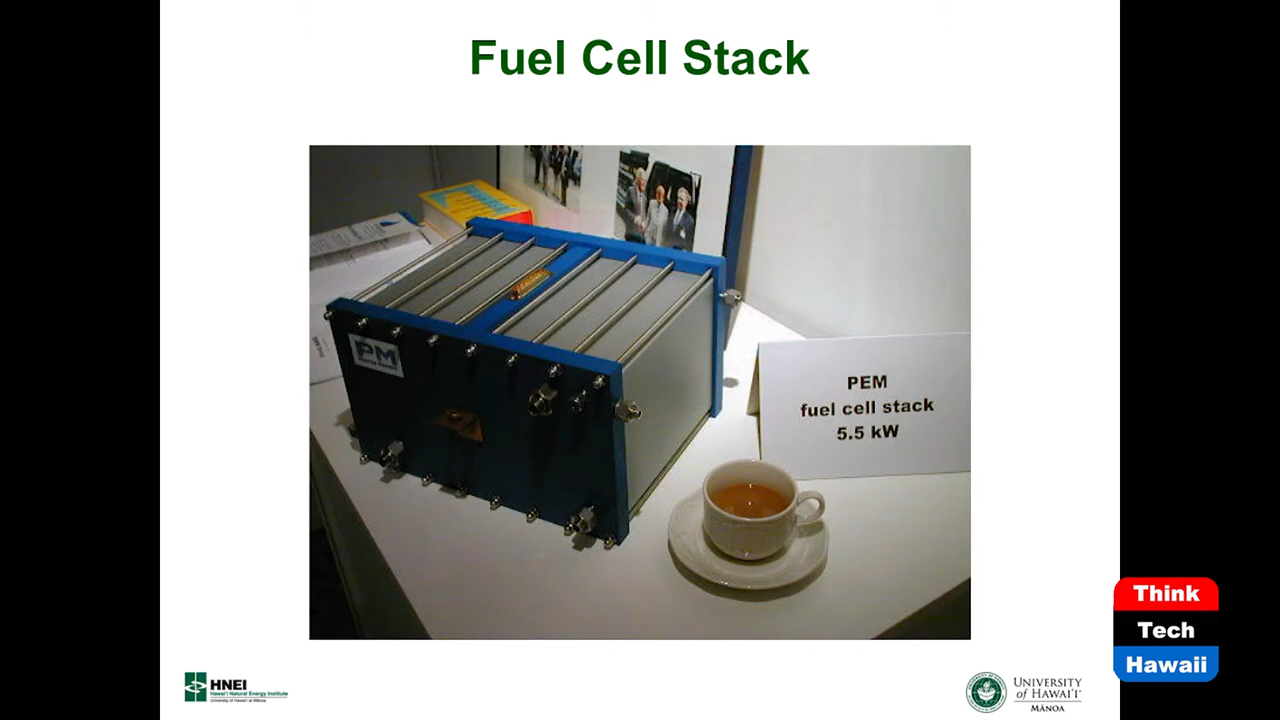 Fuel Cell Stack
PM
PEM
fuel cell stack
5.5 kW
Think
Tech
Hawaii
HNEI
Hawai'i Natural Energy Institute
University of Hawai'i at Mānoa
UNIVERSITY
of HAWAI'I
MĀNOA